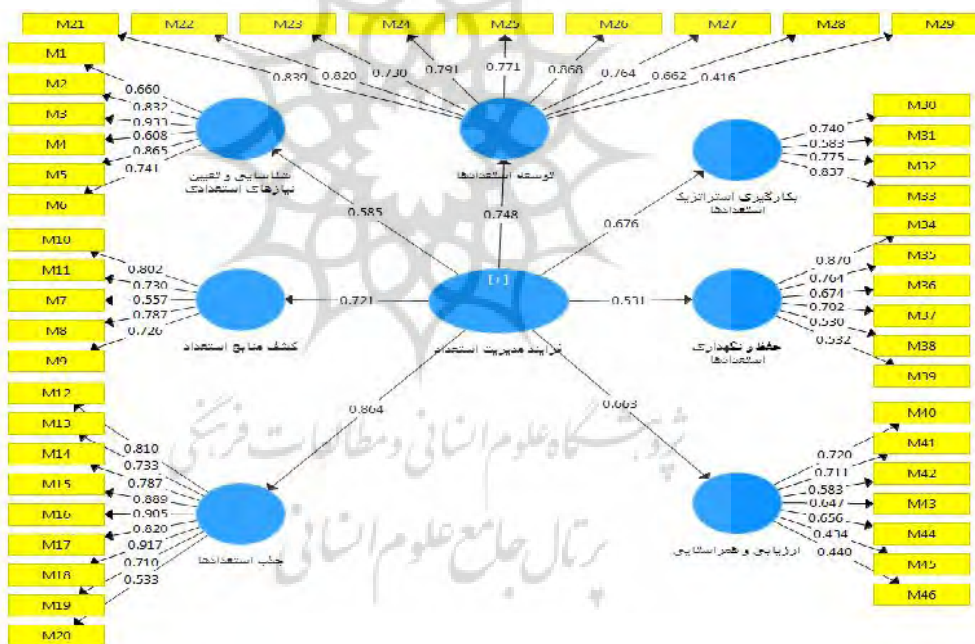 M21 M22 M23 M24 M25 M26 M27 M28 M29
0.839 0.820 0.730 0.791 0.771 0.868 0.764 0.662 0.416
M1
M2
M3
M4
M5
M6
0.660
0.832
0.933
0.608
0.865
0.741
شناسایی و تعیین
نیازهای استعدادی
توسعه استعدادها
M30
M31
M32
M33
0.740
0.583
0.775
0.837
بکارگیری استراتژیک
استعدادها
0.585
0.748
0.676
M10
M11
M7
M8
M9
0.802
0.730
0.557
0.787
0.726
کشف منابع استعداد
0.721
[+]
فرآیند مدیریت استعداد
0.531
M34
M35
M36
M37
M38
M39
0.870
0.764
0.674
0.702
0.530
0.532
حفظ و نگهداری
استعدادها
0.864
0.663
M12
M13
M14
M15
M16
M17
M18
M19
M20
0.810
0.733
0.787
0.889
0.905
0.820
0.917
0.710
0.533
جذب استعدادها
M40
M41
M42
M43
M44
M45
M46
0.720
0.711
0.583
0.647
0.656
0.440
ارزیابی و همراستایی
پژوهشگاه علوم انسانی و مطالعات فرهنگی
پرتال جامع علوم انسانی